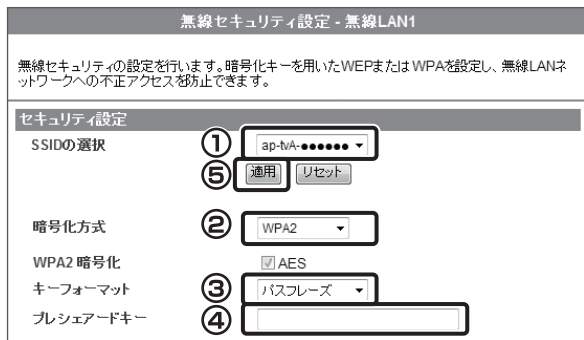 無線セキュリティ設定 - 無線LAN1
無線セキュリティの設定を行います。暗号化キーを用いたWEPまたは WPAを設定し、無線LANネ
ットワークへの不正アクセスを防止できます。
セキュリティ設定
SSIDの選択 ① ap-tvA-●●●●●●
⑤ 適用 リセット
暗号化方式 ② WPA2
WPA2 暗号化 AES
キーフォーマット ③ パスフレーズ
プレシェアードキー ④